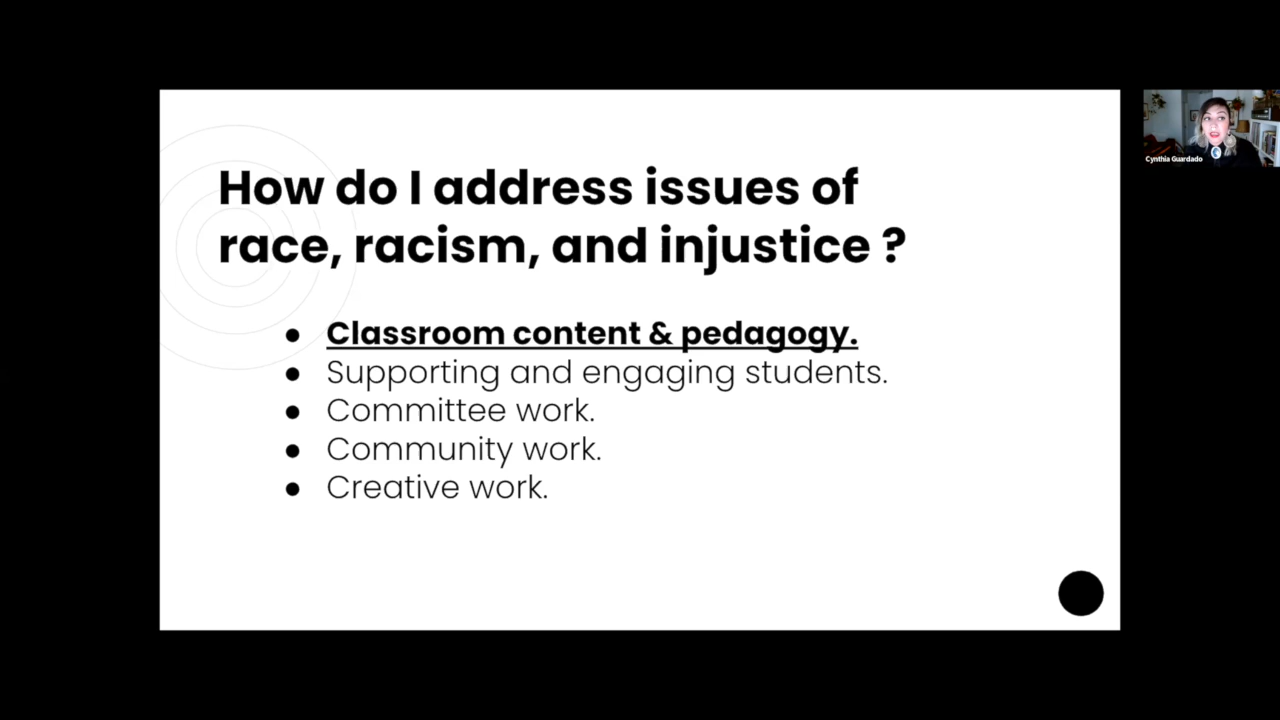 How do I address issues of
race, racism, and injustice ?
● Classroom content & pedagogy.
● Supporting and engaging students.
● Committee work.
● Community work.
● Creative work.
Cynthia Guardado